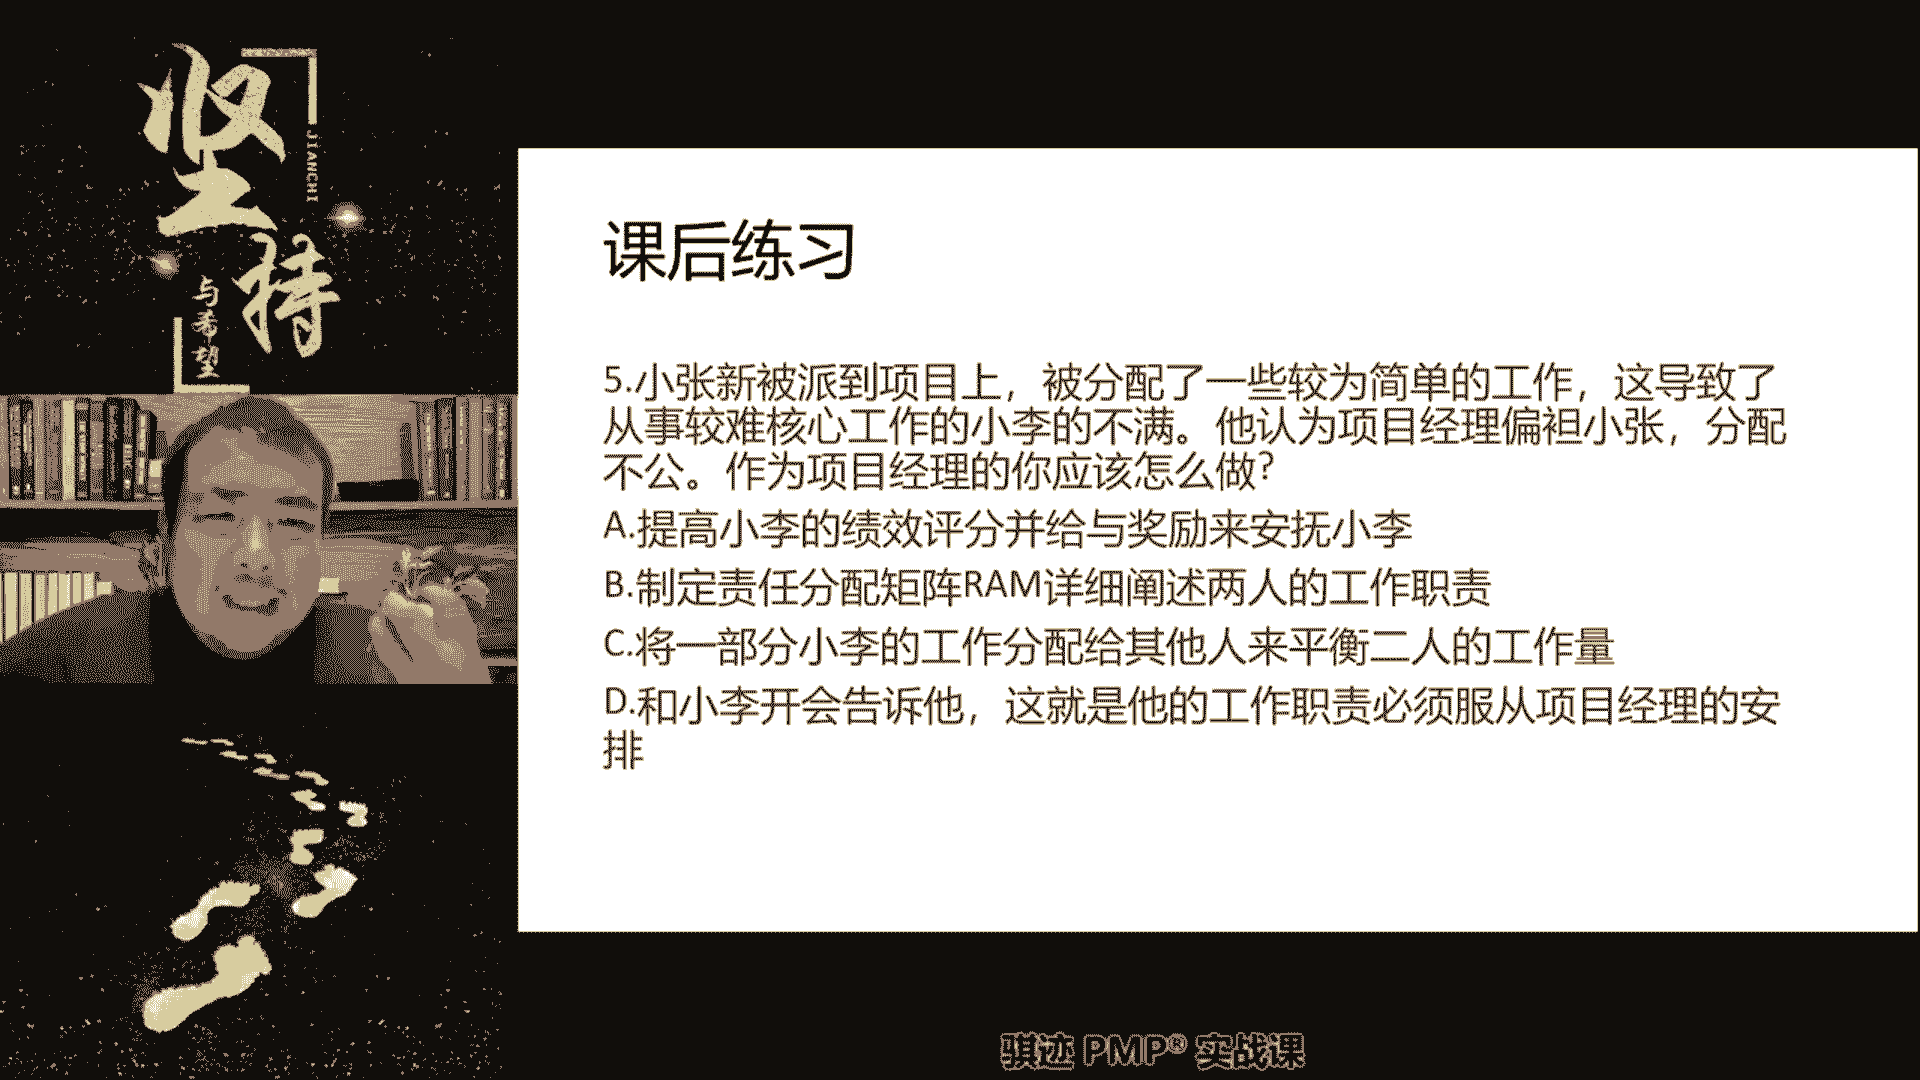 坚持
JIANCHI
与希望
课后练习
5.小张新被派到项目上，被分配了一些较为简单的工作，这导致了
从事较难核心工作的小李的不满。他认为项目经理偏袒小张，分配
不公。作为项目经理的你应该怎么做?
A.提高小李的绩效评分并给与奖励来安抚小李
B.制定责任分配矩阵RAM详细阐述两人的工作职责
C.将一部分小李的工作分配给其他人来平衡二人的工作量
D.和小李开会告诉他，这就是他的工作职责必须服从项目经理的安
排
骐迹 PMP® 实战课